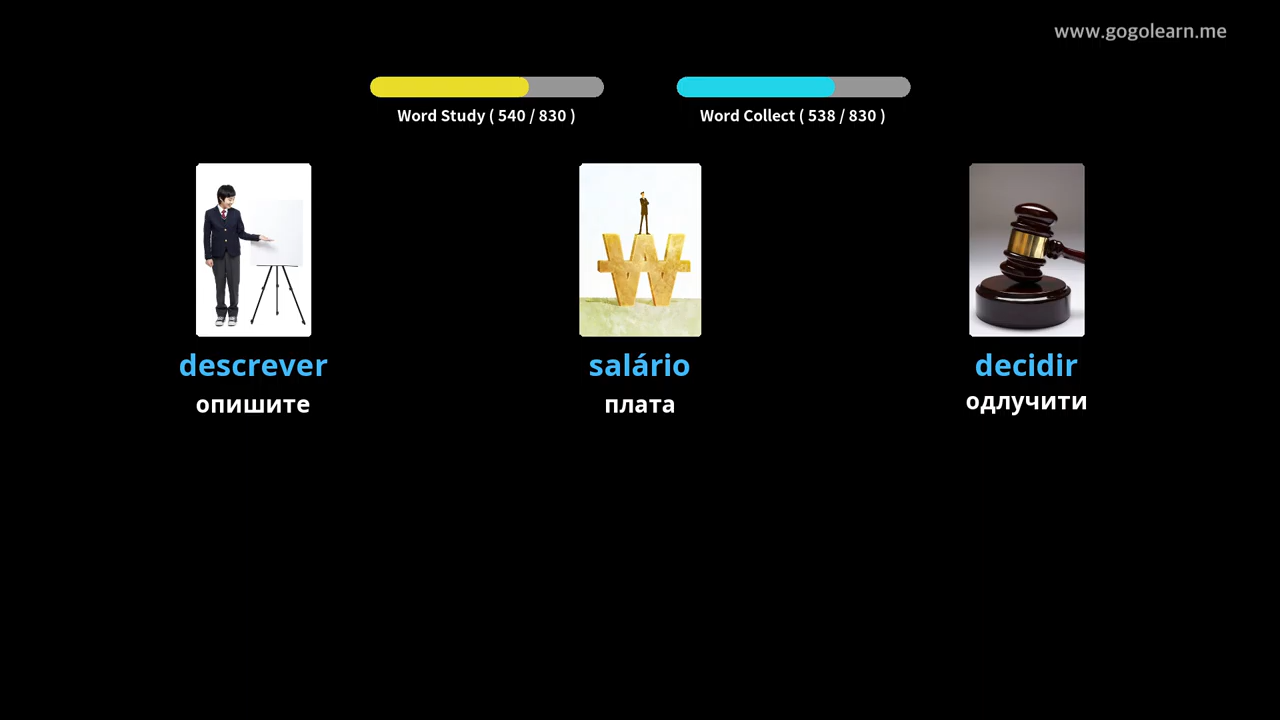 www.gogolearn.me
Word Study ( 540 / 830 )
Word Collect ( 538 / 830 )
descrever
salário
decidir
опишите
плата
одлучити